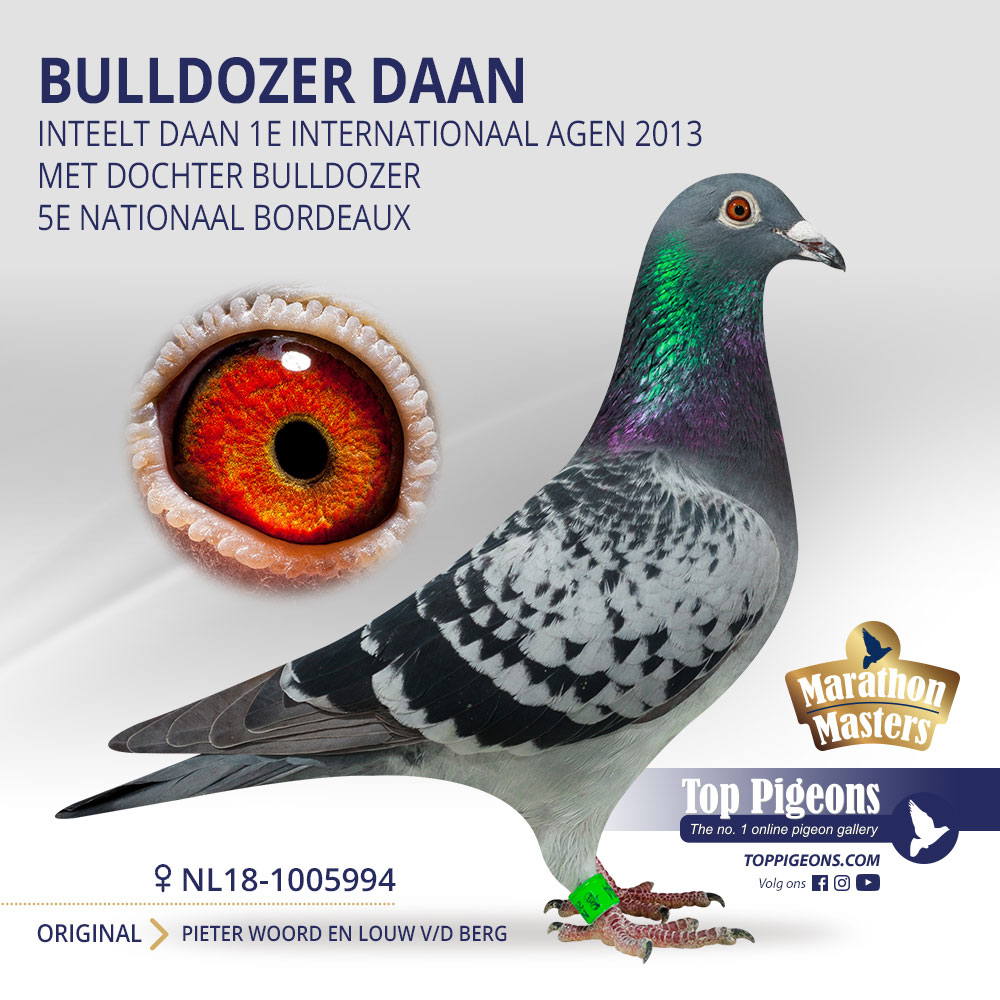 BULLDOZER DAAN
INTEELT DAAN 1E INTERNATIONAAL AGEN 2013
MET DOCHTER BULLDOZER
5E NATIONAAL BORDEAUX
Marathon
Masters
Top Pigeons
The no. 1 online pigeon gallery
TOPPIGEONS.COM
Volg ons
♀ NL18-1005994
ORIGINAL > PIETER WOORD EN LOUW V/D BERG